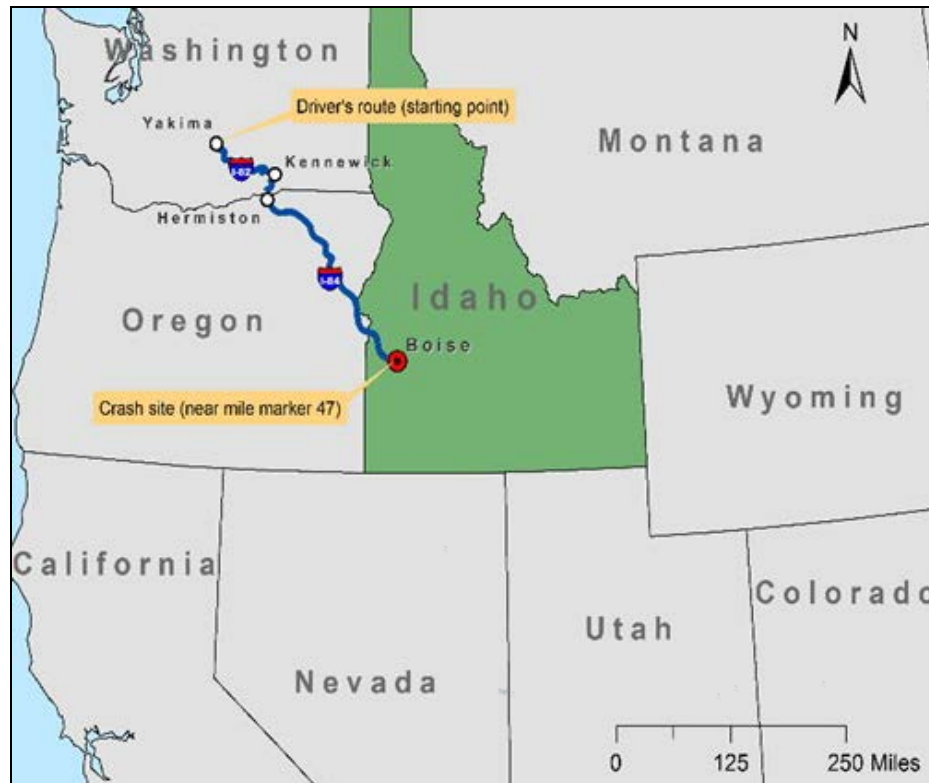 Washington
N
Driver's route (starting point)
Yakima
Montana
Kennewick
I-82
Hermiston
I-84
Idaho
Oregon
Boise
Wyoming
Crash site (near mile marker 47)
California
Colorado
Utah
Nevada
0 125 250 Miles